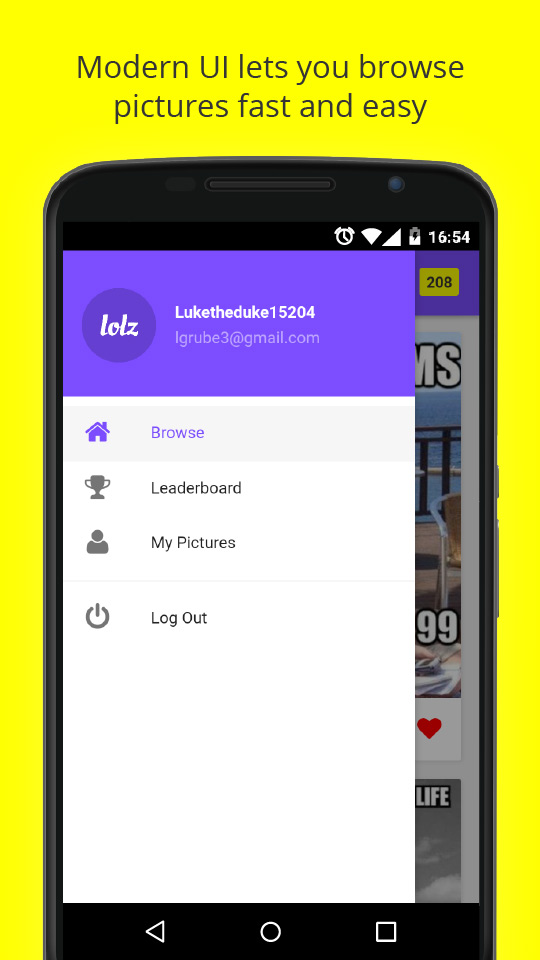 Modern UI lets you browse
pictures fast and easy
16:54
208
lolz
Luketheduke15204
lgrube3@gmail.com
MS
Browse
Leaderboard
My Pictures
99
Log Out
LIFE